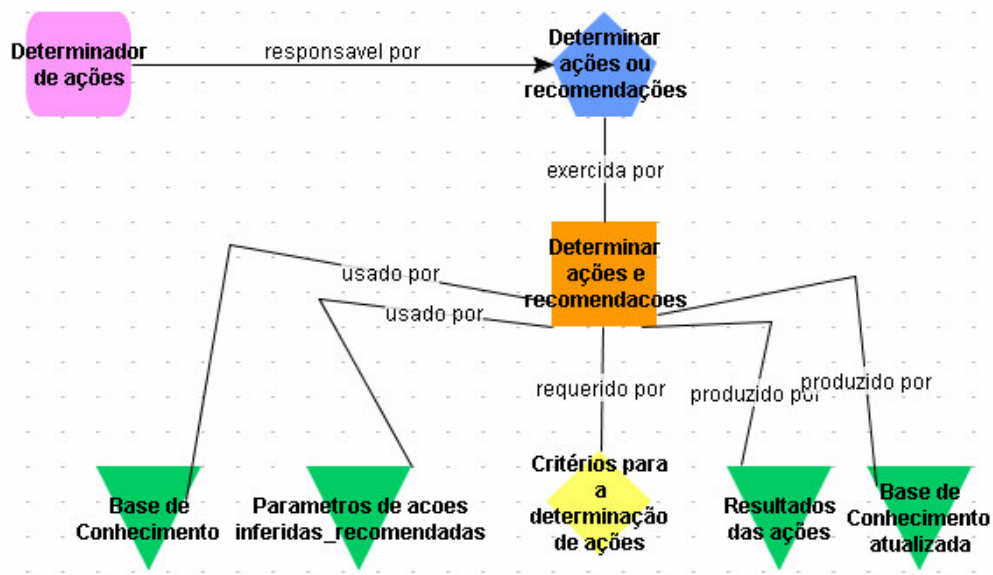 Determinador
de ações
responsavel por
Determinar
ações ou
recomendações
exercida por
Determinar
ações e
recomendacoes
usado por
usado por
requerido por
produzido por
produzido por
Base de
Conhecimento
Parametros de acoes
inferidas_recomendadas
Critérios para
a
determinação
de ações
Resultados
das ações
Base de
Conhecimento
atualizada